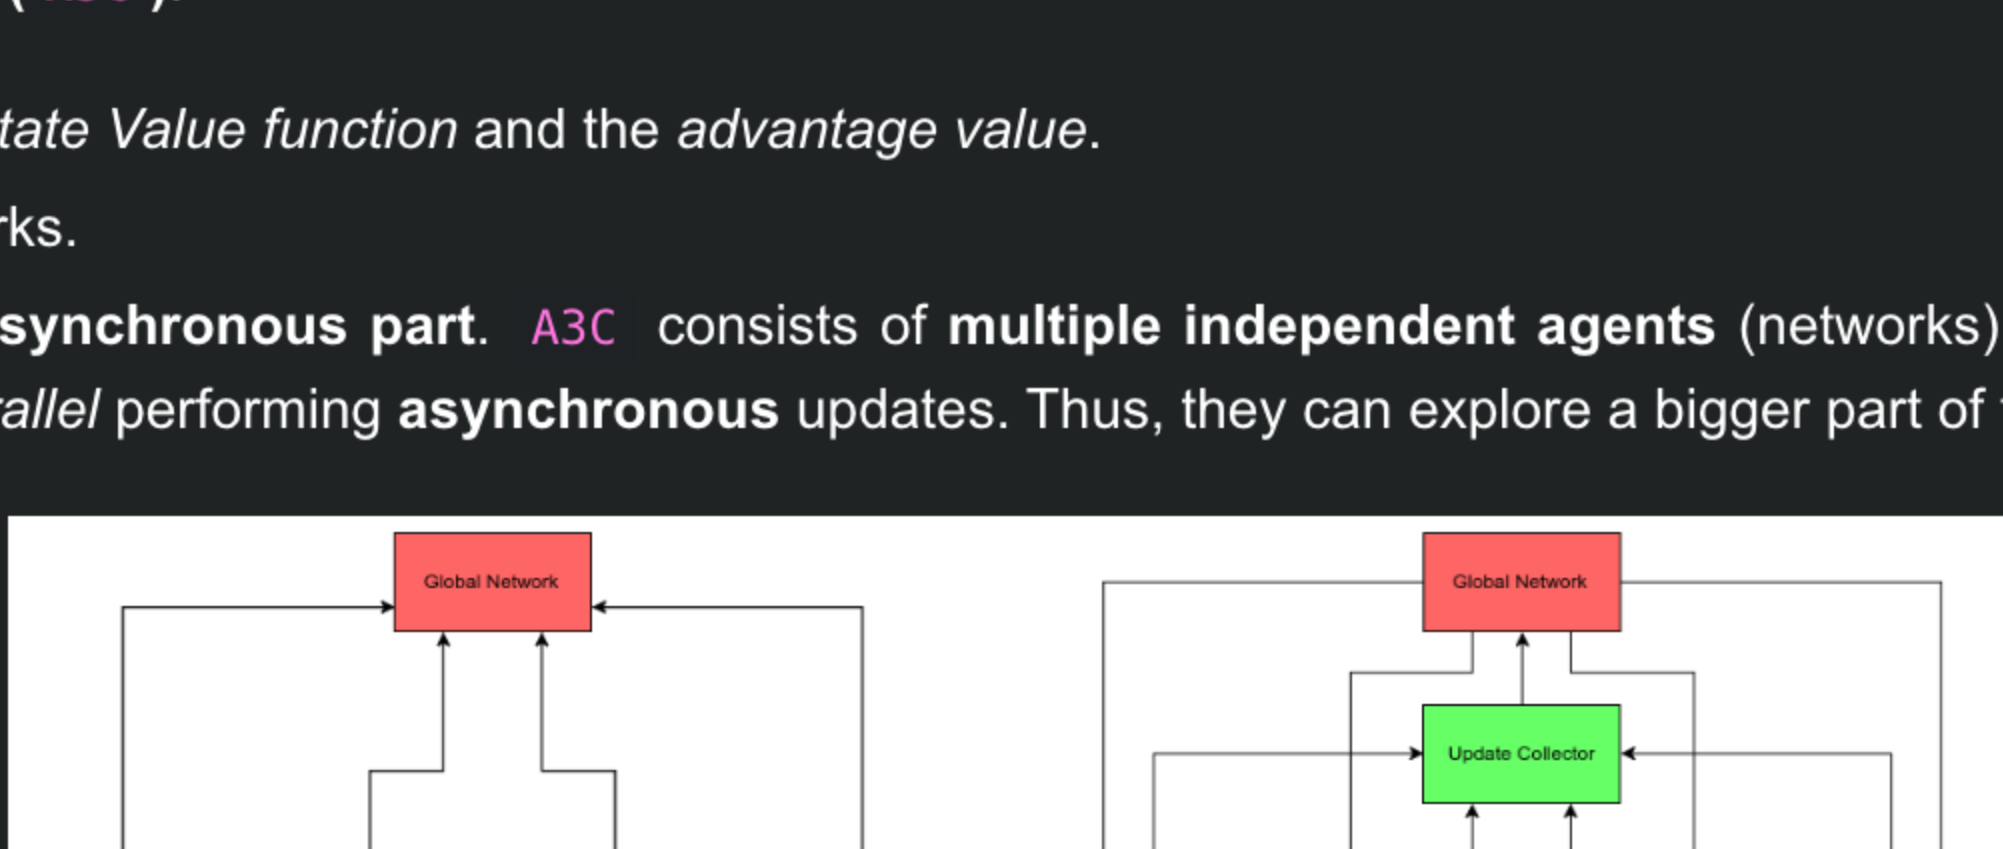 tate Value function and the advantage value.
rks.
synchronous part. A3C consists of multiple independent agents (networks)
rallel performing asynchronous updates. Thus, they can explore a bigger part of
Global Network
Global Network
Update Collector